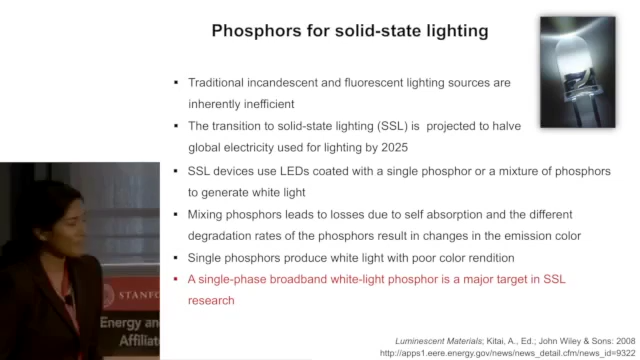 Phosphors for solid-state lighting
▪ Traditional incandescent and fluorescent lighting sources are
inherently inefficient
▪ The transition to solid-state lighting (SSL) is projected to halve
global electricity used for lighting by 2025
▪ SSL devices use LEDs coated with a single phosphor or a mixture of phosphors
to generate white light
▪ Mixing phosphors leads to losses due to self absorption and the different
degradation rates of the phosphors result in changes in the emission color
▪ Single phosphors produce white light with poor color rendition
▪ A single-phase broadband white-light phosphor is a major target in SSL
research
STANF
Energy and
Affiliate
Luminescent Materials; Kitai, A., Ed.; John Wiley & Sons: 2008
http://apps1.eere.energy.gov/news/news_detail.cfm/news_id=9322